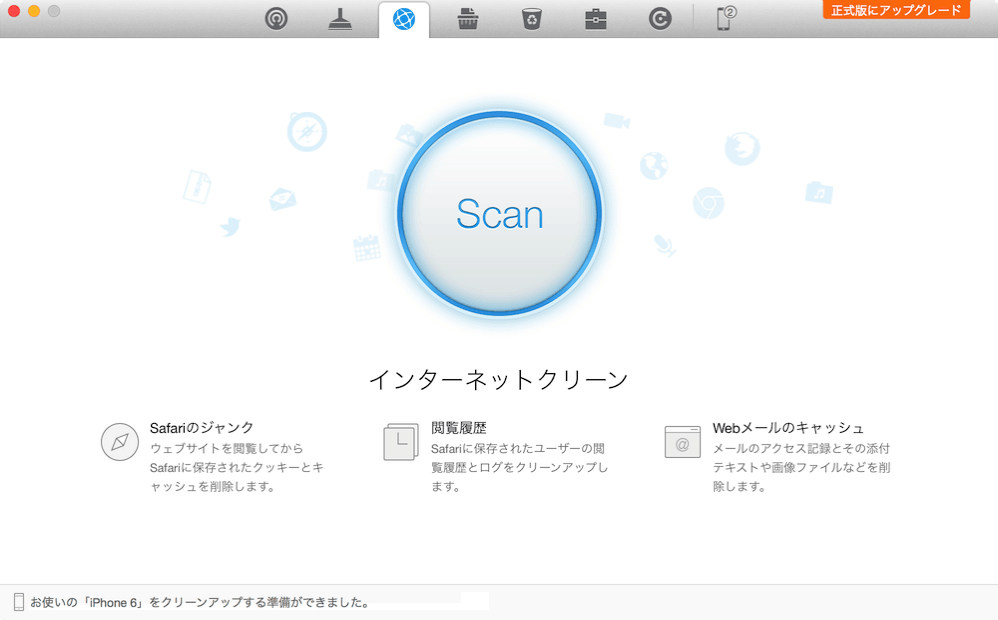 2
正式版にアップグレード
Scan
インターネットクリーン
Safariのジャンク
ウェブサイトを閲覧してから
Safariに保存されたクッキーとキ
ャッシュを削除します。
閲覧履歴
Safariに保存されたユーザーの閲
覧履歴とログをクリーンアップし
ます。
Webメールのキャッシュ
メールのアクセス記録とその添付
テキストや画像ファイルなどを削
除します。
お使いの「iPhone 6」をクリーンアップする準備ができました。